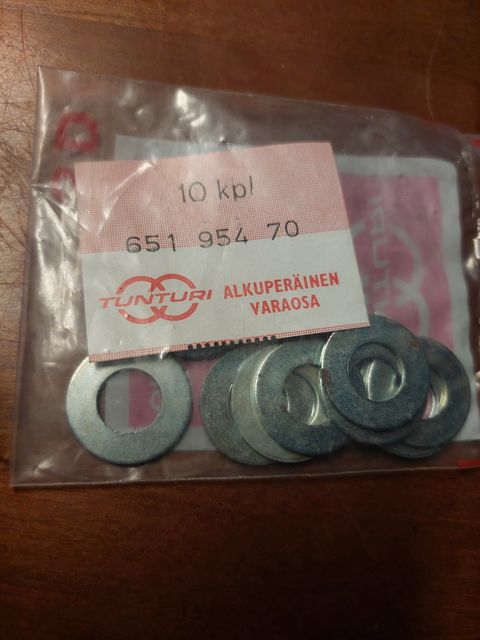 10 kpl
651 954 70
TUNTURI
ALKUPERÄINEN
VARAOSA